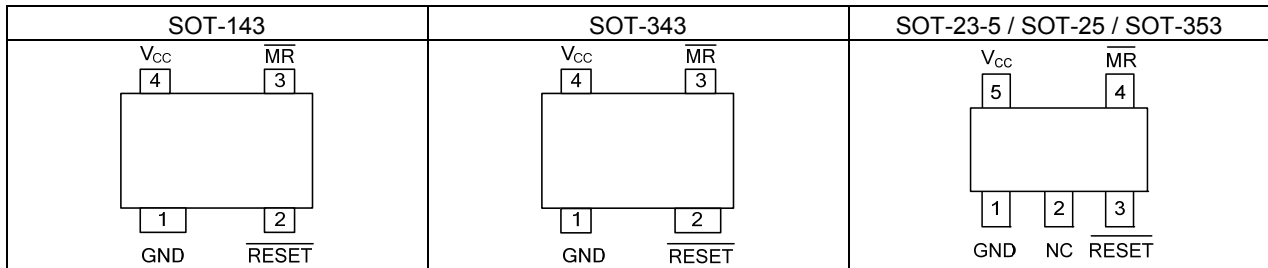 SOT-143
SOT-343
SOT-23-5 / SOT-25 / SOT-353
VCC
MR
4
3
1
2
GND
RESET
VCC
MR
4
3
1
2
GND
RESET
VCC
MR
5
4
1
2
3
GND
NC
RESET